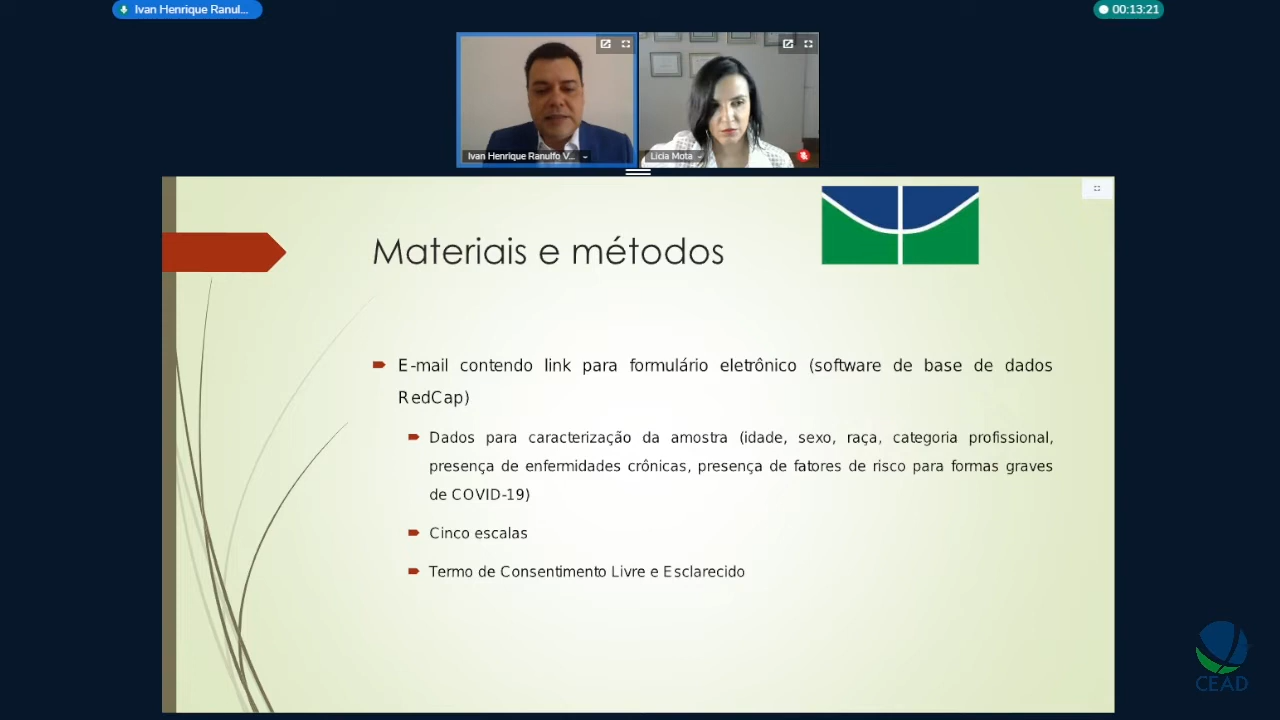 Ivan Henrique Ranul...
00:13:21
Ivan Henrique Ranulfo V...
Licia Mota
Materiais e métodos
E-mail contendo link para formulário eletrônico (software de base de dados
RedCap)
Dados para caracterização da amostra (idade, sexo, raça, categoria profissional,
presença de enfermidades crônicas, presença de fatores de risco para formas graves
de COVID-19)
Cinco escalas
Termo de Consentimento Livre e Esclarecido
CEAD